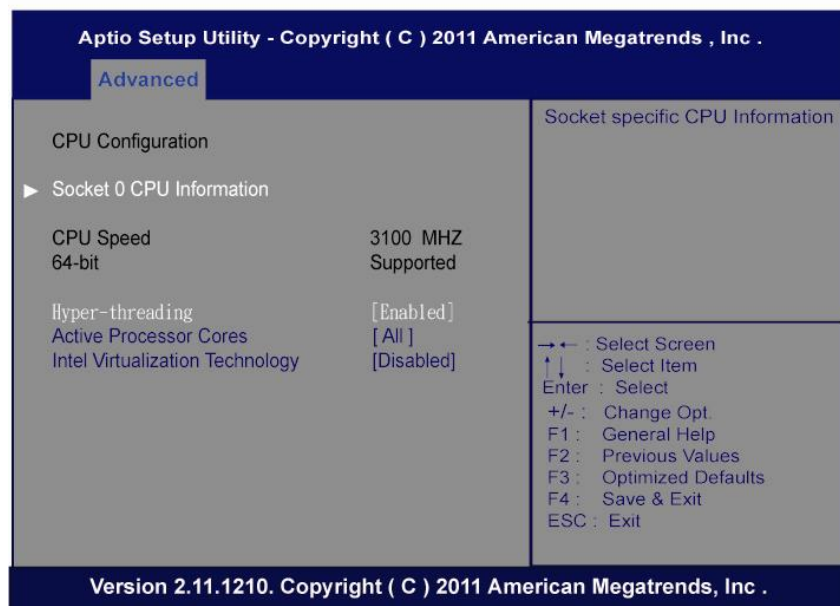 Aptio Setup Utility - Copyright ( C ) 2011 American Megatrends , Inc .
Advanced
CPU Configuration
► Socket 0 CPU Information
CPU Speed 3100 MHZ
64-bit Supported
Hyper-threading [Enabled]
Active Processor Cores [ All ]
Intel Virtualization Technology [Disabled]
Socket specific CPU Information
→← : Select Screen
↑↓ : Select Item
Enter : Select
+/- : Change Opt.
F1 : General Help
F2 : Previous Values
F3 : Optimized Defaults
F4 : Save & Exit
ESC : Exit
Version 2.11.1210. Copyright ( C ) 2011 American Megatrends, Inc .